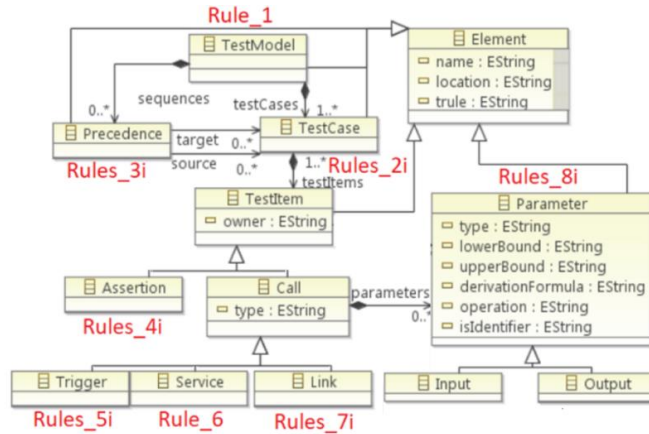 Rule_1
TestModel
Element
name : EString
location : EString
trule : EString
sequences
testCases
0..*
1..*
Precedence
target
0..*
TestCase
source
0..*
Rules_3i
1..*
Rules_2i
testItems
Rules_8i
TestItem
owner : EString
Parameter
type : EString
lowerBound : EString
upperBound : EString
derivationFormula : EString
operation : EString
isIdentifier : EString
Assertion
Call
type : EString
parameters
0..*
Rules_4i
Trigger
Service
Link
Input
Output
Rules_5i
Rule_6
Rules_7i